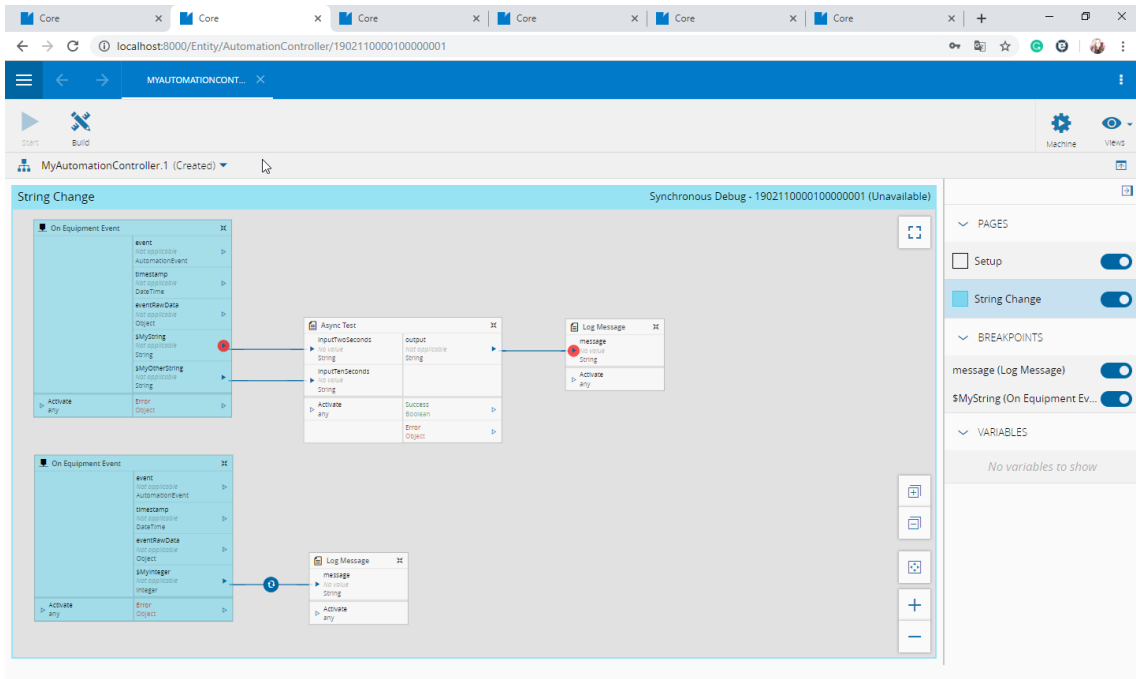 Core
Core
Core
Core
Core
Core
localhost:8000/Entity/AutomationController/1902110000100000001
MYAUTOMATIONCONT...
Start
Build
Machine
Views
MyAutomationController.1 (Created)
String Change
Synchronous Debug - 1902110000100000001 (Unavailable)
On Equipment Event
event
Not applicable
AutomationEvent
timestamp
Not applicable
DateTime
eventRawData
Not applicable
Object
$MyString
Not applicable
String
$MyOtherString
Not applicable
String
Activate
any
Error
Object
Async Test
inputTwoSeconds
No value
String
inputTenSeconds
No value
String
Activate
any
output
Not applicable
String
Success
Boolean
Error
Object
Log Message
message
No value
String
Activate
any
On Equipment Event
event
Not applicable
AutomationEvent
timestamp
Not applicable
DateTime
eventRawData
Not applicable
Object
$MyInteger
Not applicable
Integer
Activate
any
Error
Object
Log Message
message
No value
String
Activate
any
PAGES
Setup
String Change
BREAKPOINTS
message (Log Message)
$MyString (On Equipment Ev...
VARIABLES
No variables to show